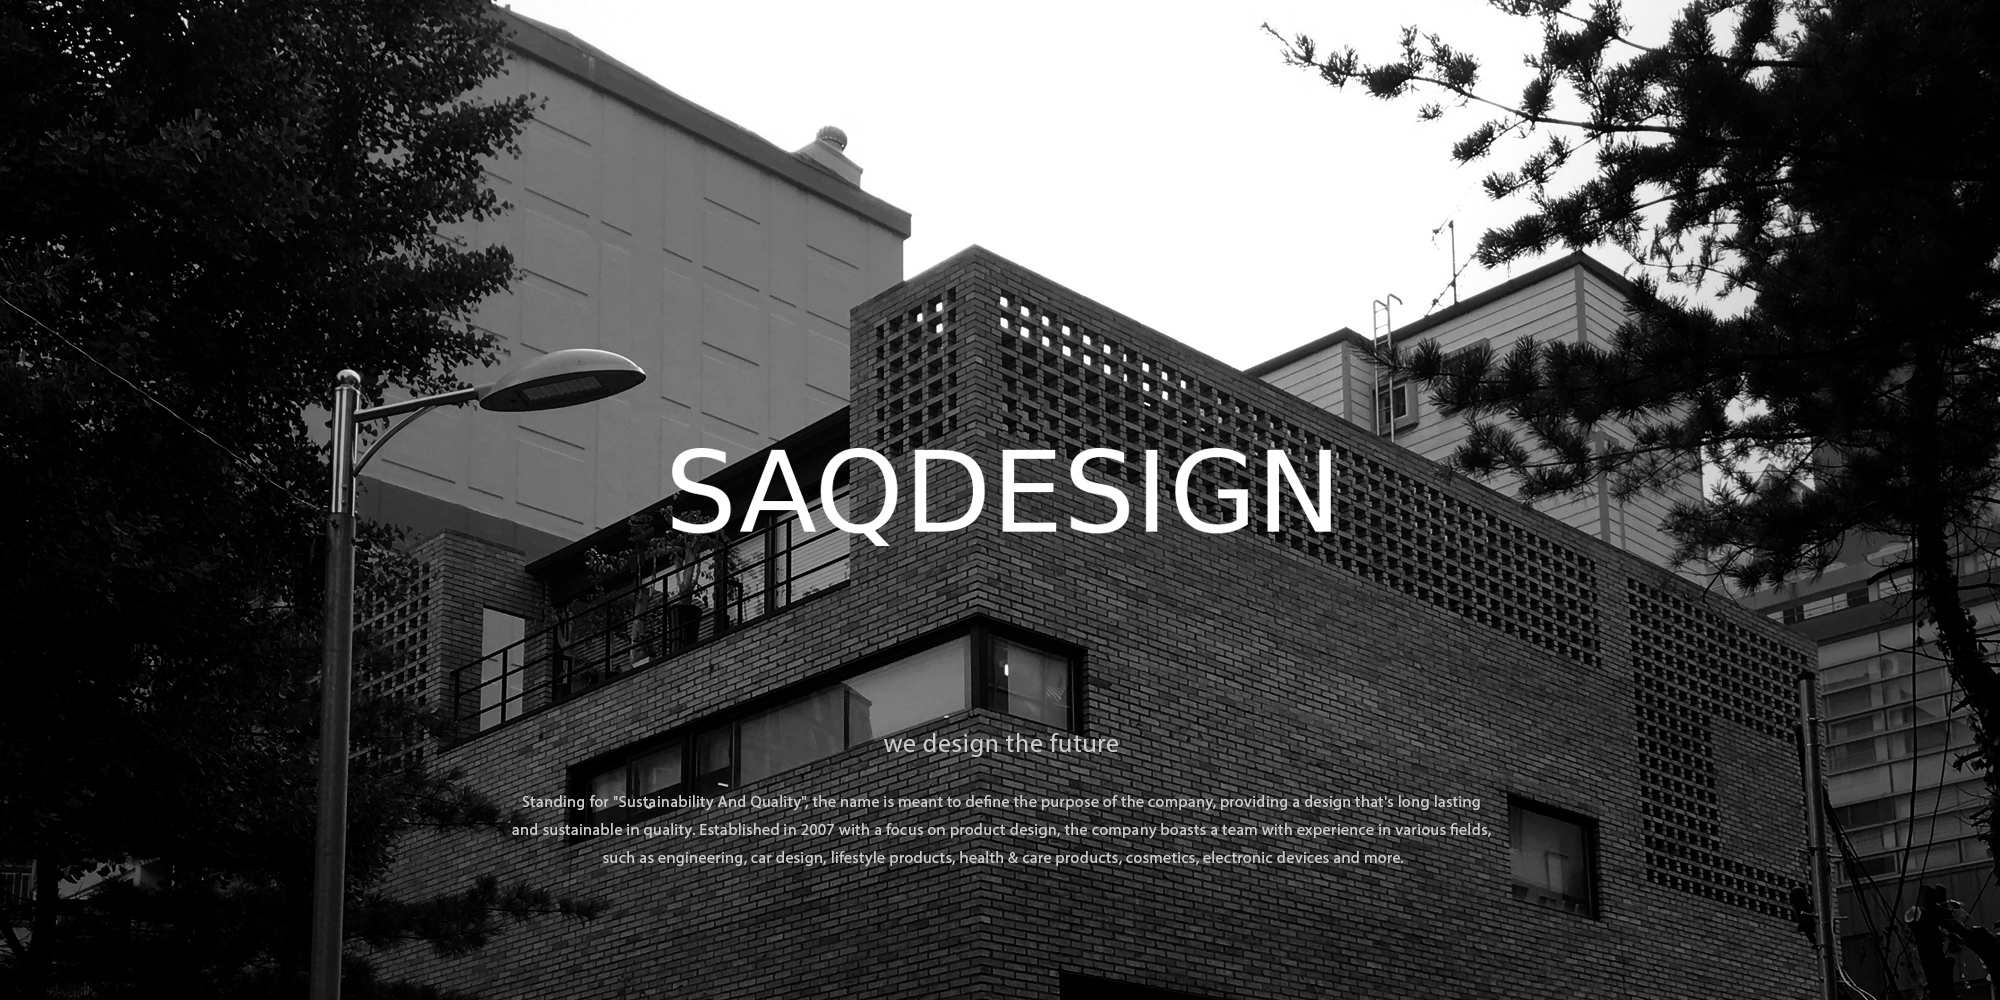 SAQDESIGN
we design the future
Standing for "Sustainability And Quality", the name is meant to define the purpose of the company, providing a design that's long lasting
and sustainable in quality. Established in 2007 with a focus on product design, the company boasts a team with experience in various fields,
such as engineering, car design, lifestyle products, health & care products, cosmetics, electronic devices and more.